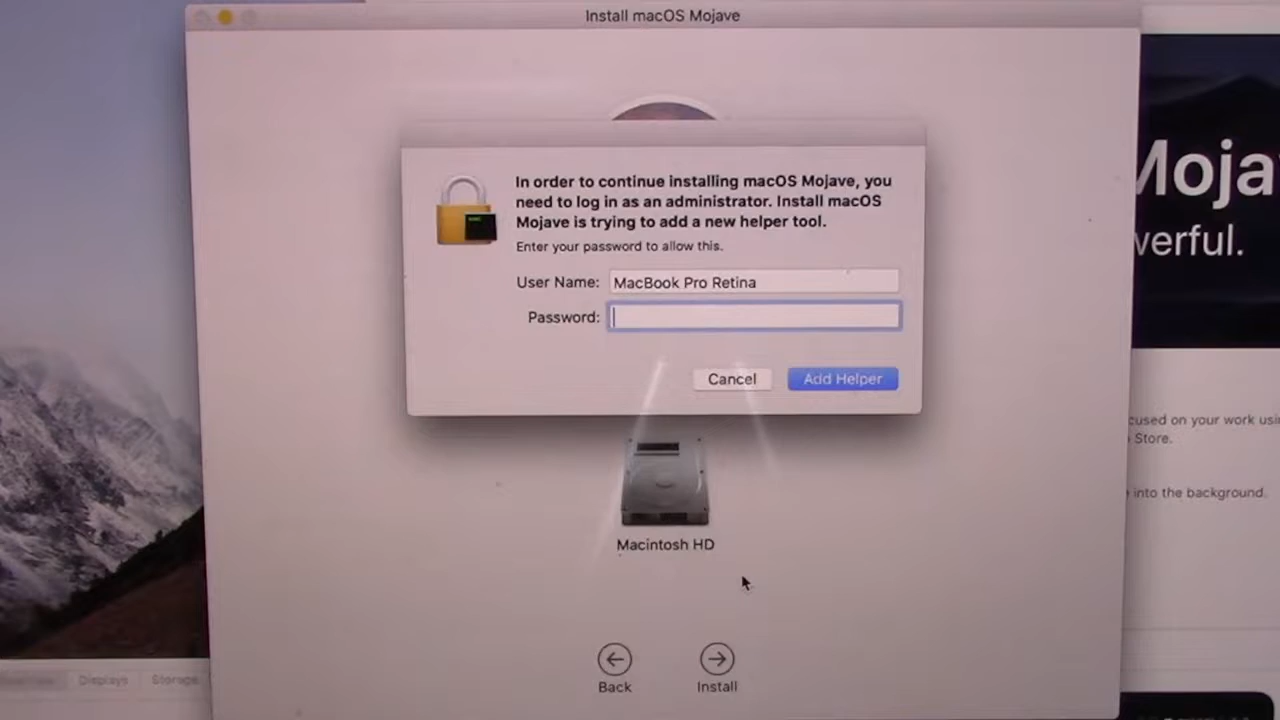 Install macOS Mojave
In order to continue installing macOS Mojave, you
need to log in as an administrator. Install macOS
Mojave is trying to add a new helper tool.
Enter your password to allow this.
User Name: MacBook Pro Retina
Password:
Cancel
Add Helper
Macintosh HD
Back
Install
Moja
werful.
cused on your work usi
Store.
into the background.
Displays
Storage